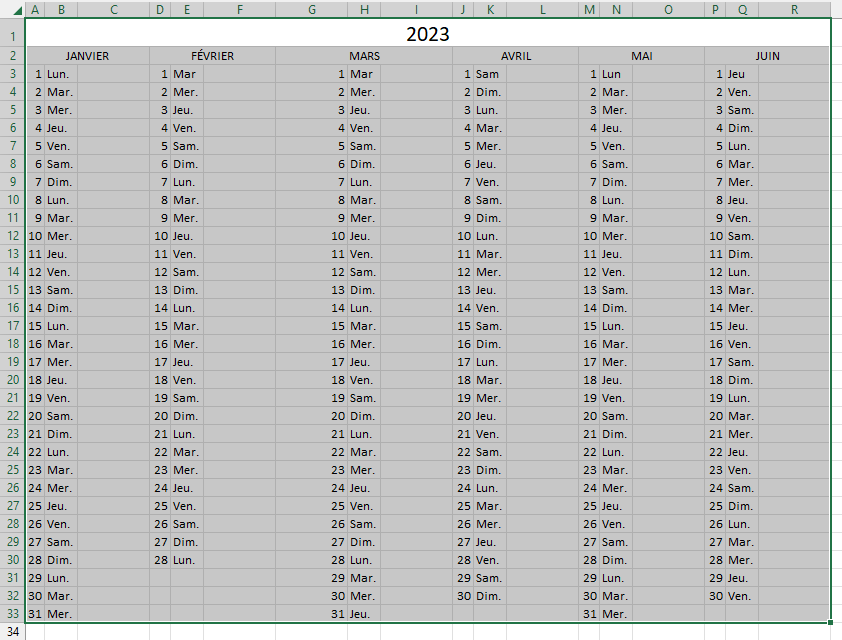 A B C D E F G H I J K L M N O P Q R
1 2023
2 JANVIER FÉVRIER MARS AVRIL MAI JUIN
3 1 Lun. 1 Mar 1 Mar 1 Sam 1 Lun 1 Jeu
4 2 Mar. 2 Mer. 2 Mer. 2 Dim. 2 Mar. 2 Ven.
5 3 Mer. 3 Jeu. 3 Jeu. 3 Lun. 3 Mer. 3 Sam.
6 4 Jeu. 4 Ven. 4 Ven. 4 Mar. 4 Jeu. 4 Dim.
7 5 Ven. 5 Sam. 5 Sam. 5 Mer. 5 Ven. 5 Lun.
8 6 Sam. 6 Dim. 6 Dim. 6 Jeu. 6 Sam. 6 Mar.
9 7 Dim. 7 Lun. 7 Lun. 7 Ven. 7 Dim. 7 Mer.
10 8 Lun. 8 Mar. 8 Mar. 8 Sam. 8 Lun. 8 Jeu.
11 9 Mar. 9 Mer. 9 Mer. 9 Dim. 9 Mar. 9 Ven.
12 10 Mer. 10 Jeu. 10 Jeu. 10 Lun. 10 Mer. 10 Sam.
13 11 Jeu. 11 Ven. 11 Ven. 11 Mar. 11 Jeu. 11 Dim.
14 12 Ven. 12 Sam. 12 Sam. 12 Mer. 12 Ven. 12 Lun.
15 13 Sam. 13 Dim. 13 Dim. 13 Jeu. 13 Sam. 13 Mar.
16 14 Dim. 14 Lun. 14 Lun. 14 Ven. 14 Dim. 14 Mer.
17 15 Lun. 15 Mar. 15 Mar. 15 Sam. 15 Lun. 15 Jeu.
18 16 Mar. 16 Mer. 16 Mer. 16 Dim. 16 Mar. 16 Ven.
19 17 Mer. 17 Jeu. 17 Jeu. 17 Lun. 17 Mer. 17 Sam.
20 18 Jeu. 18 Ven. 18 Ven. 18 Mar. 18 Jeu. 18 Dim.
21 19 Ven. 19 Sam. 19 Sam. 19 Mer. 19 Ven. 19 Lun.
22 20 Sam. 20 Dim. 20 Dim. 20 Jeu. 20 Sam. 20 Mar.
23 21 Dim. 21 Lun. 21 Lun. 21 Ven. 21 Dim. 21 Mer.
24 22 Lun. 22 Mar. 22 Mar. 22 Sam. 22 Lun. 22 Jeu.
25 23 Mar. 23 Mer. 23 Mer. 23 Dim. 23 Mar. 23 Ven.
26 24 Mer. 24 Jeu. 24 Jeu. 24 Lun. 24 Mer. 24 Sam.
27 25 Jeu. 25 Ven. 25 Ven. 25 Mar. 25 Jeu. 25 Dim.
28 26 Ven. 26 Sam. 26 Sam. 26 Mer. 26 Ven. 26 Lun.
29 27 Sam. 27 Dim. 27 Dim. 27 Jeu. 27 Sam. 27 Mar.
30 28 Dim. 28 Lun. 28 Lun. 28 Ven. 28 Dim. 28 Mer.
31 29 Lun. 29 Mar. 29 Sam. 29 Lun. 29 Jeu.
32 30 Mar. 30 Mer. 30 Dim. 30 Mar. 30 Ven.
33 31 Mer. 31 Jeu. 31 Mer.
34